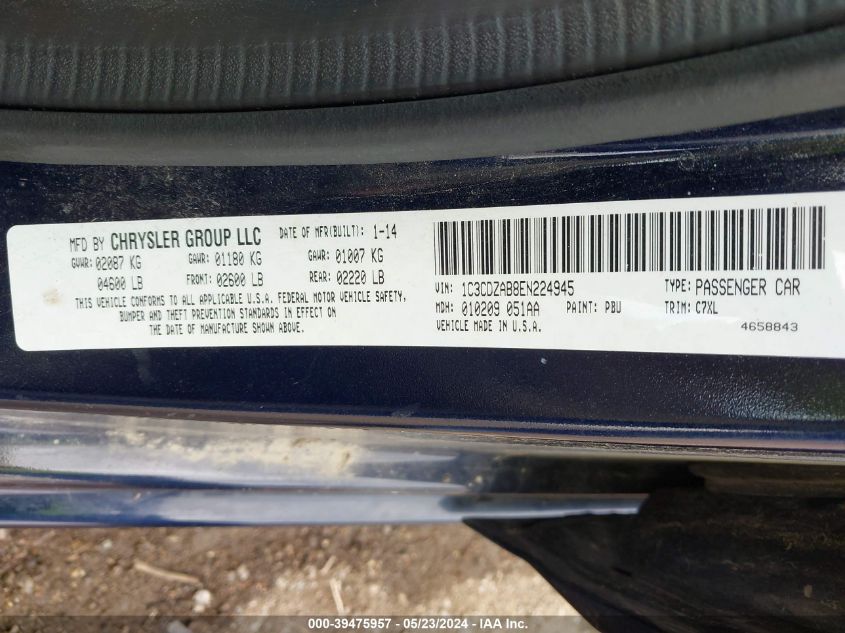 MFD BY CHRYSLER GROUP LLC DATE OF MFR(BUILT): 1-14
GVWR: 02087 KG GAWR: 01180 KG GAWR: 01007 KG
04600 LB FRONT: 02600 LB REAR: 02220 LB
THIS VEHICLE CONFORMS TO ALL APPLICABLE U.S.A. FEDERAL MOTOR VEHICLE SAFETY,
BUMPER AND THEFT PREVENTION STANDARDS IN EFFECT ON
THE DATE OF MANUFACTURE SHOWN ABOVE.
VIN: 1C3CDZAB8EN224945 TYPE: PASSENGER CAR
MDH: 010209 051AA PAINT: PBU TRIM: C7XL
VEHICLE MADE IN U.S.A. 4658843
000-39475957 - 05/23/2024 - IAA Inc.